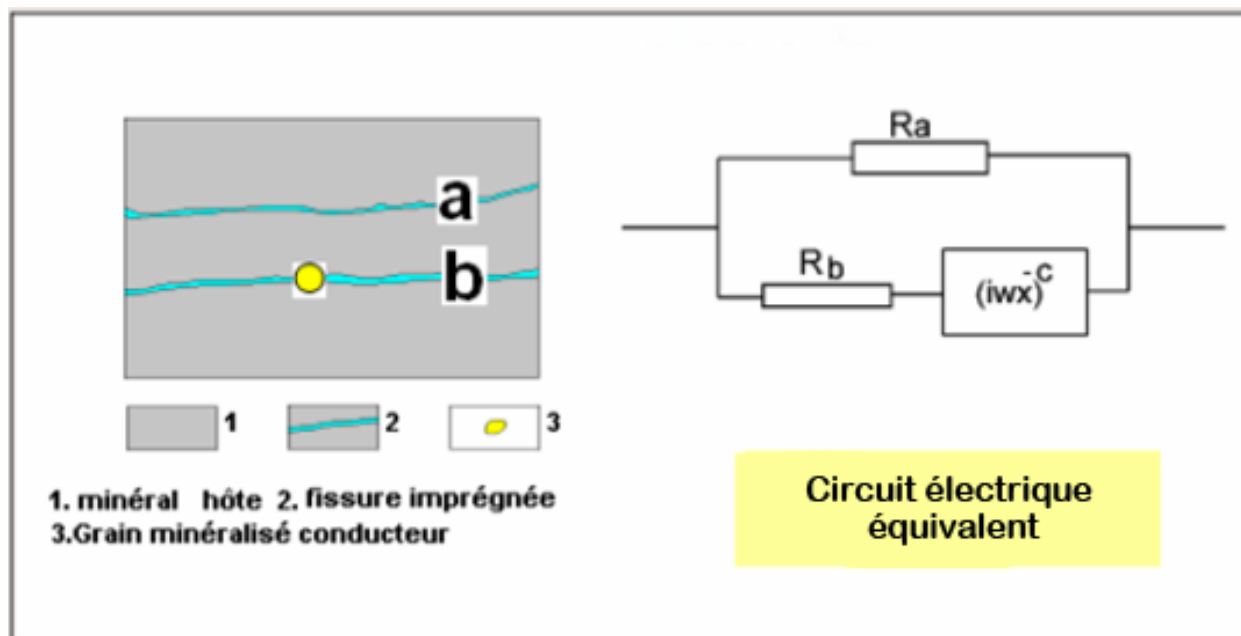 a
b
1
2
3
1. minéral hôte 2. fissure imprégnée
3.Grain minéralisé conducteur
Ra
Rb
(iwx)^-c
Circuit électrique
équivalent